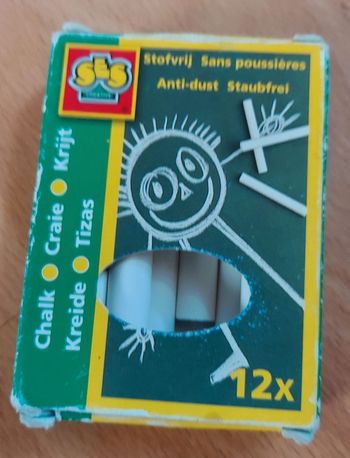 SES
CREATIVE
Stofvrij Sans poussières
Anti-dust Staubfrei
Chalk Craie Krijt
Kreide Tizas
12x